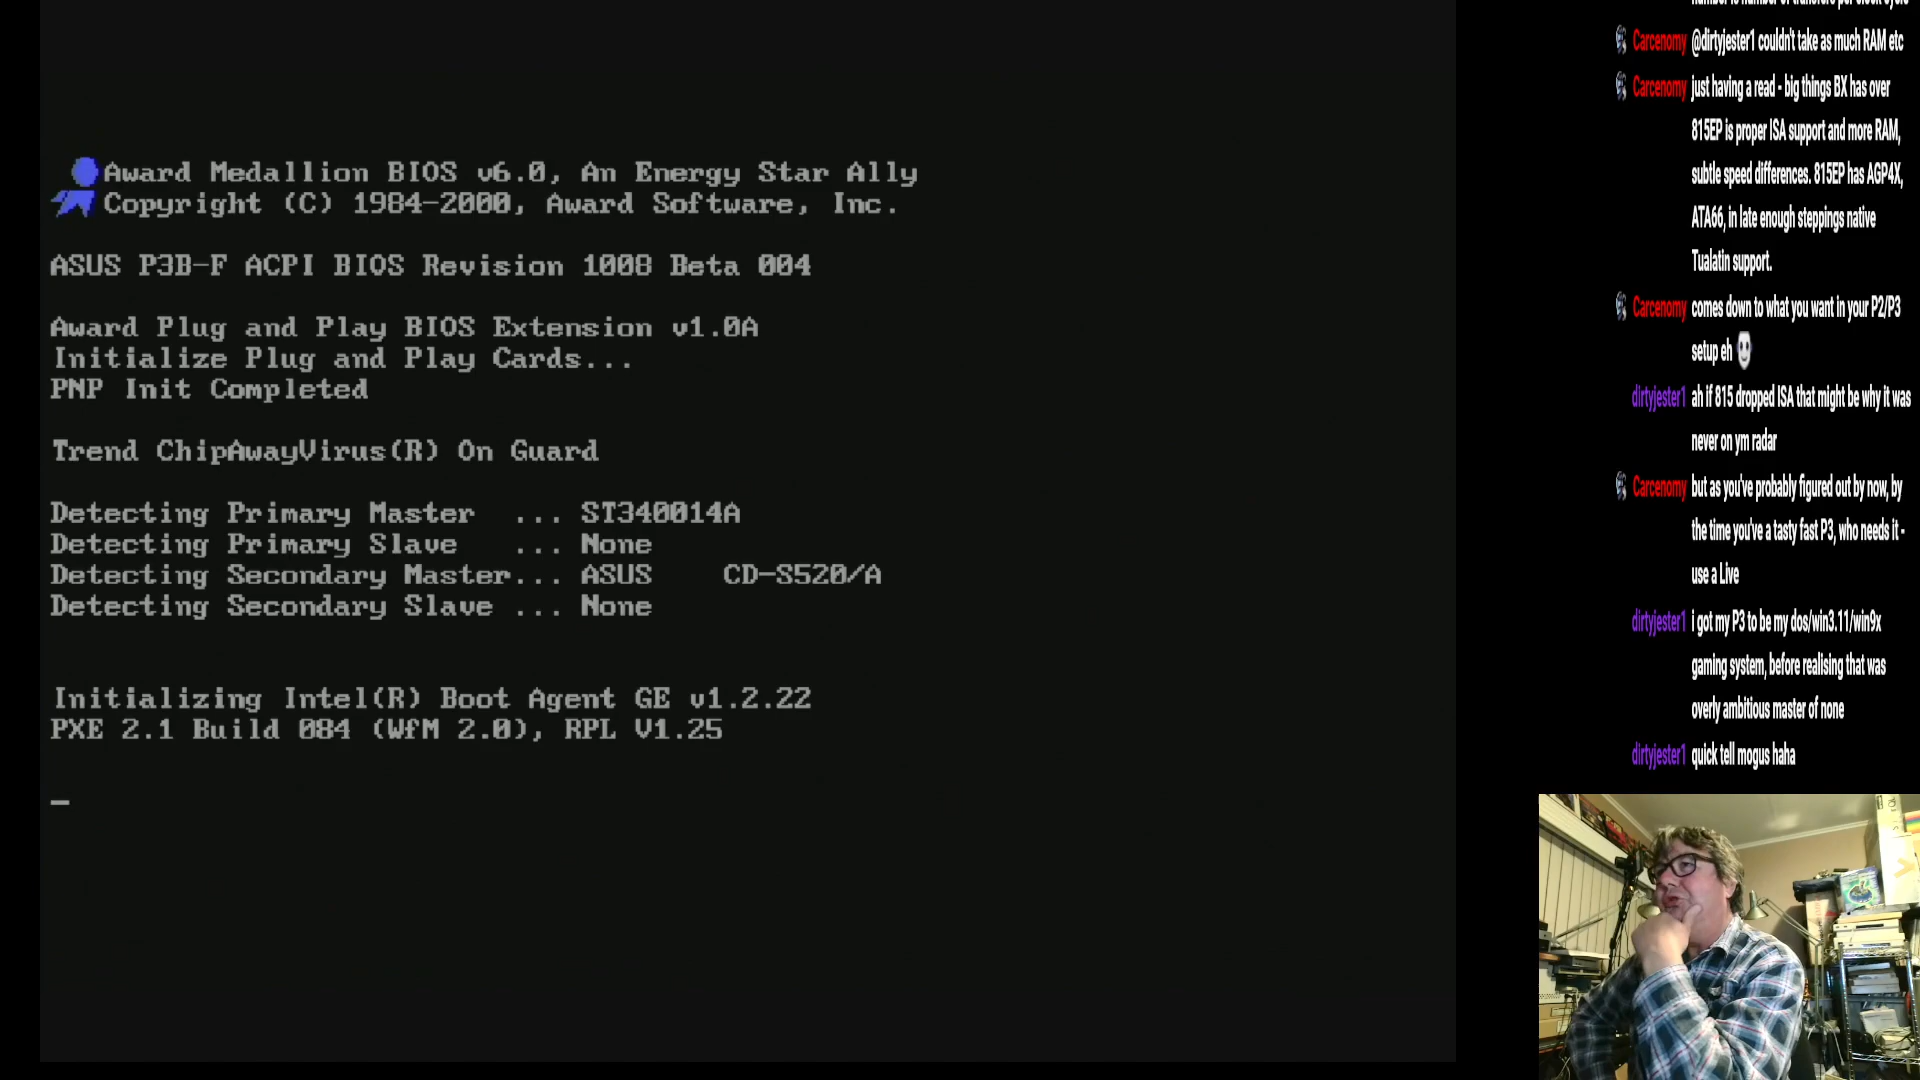 Award Medallion BIOS v6.0, An Energy Star Ally
Copyright (C) 1984-2000, Award Software, Inc.
ASUS P3B-F ACPI BIOS Revision 1008 Beta 004
Award Plug and Play BIOS Extension v1.0A
Initialize Plug and Play Cards...
PNP Init Completed
Trend ChipAwayVirus(R) On Guard
Detecting Primary Master ... ST340014A
Detecting Primary Slave ... None
Detecting Secondary Master... ASUS CD-S520/A
Detecting Secondary Slave ... None
Initializing Intel(R) Boot Agent GE v1.2.22
PXE 2.1 Build 084 (WfM 2.0), RPL V1.25
_
number is number of transfers per clock cycle
Carcenomy @dirtyjester1 couldn't take as much RAM etc
Carcenomy just having a read - big things BX has over
815EP is proper ISA support and more RAM,
subtle speed differences. 815EP has AGP4X,
ATA66, in late enough steppings native
Tualatin support.
Carcenomy comes down to what you want in your P2/P3
setup eh
dirtyjester1 ah if 815 dropped ISA that might be why it was
never on ym radar
Carcenomy but as you've probably figured out by now, by
the time you've a tasty fast P3, who needs it -
use a Live
dirtyjester1 i got my P3 to be my dos/win3.11/win9x
gaming system, before realising that was
overly ambitious master of none
dirtyjester1 quick tell mogus haha